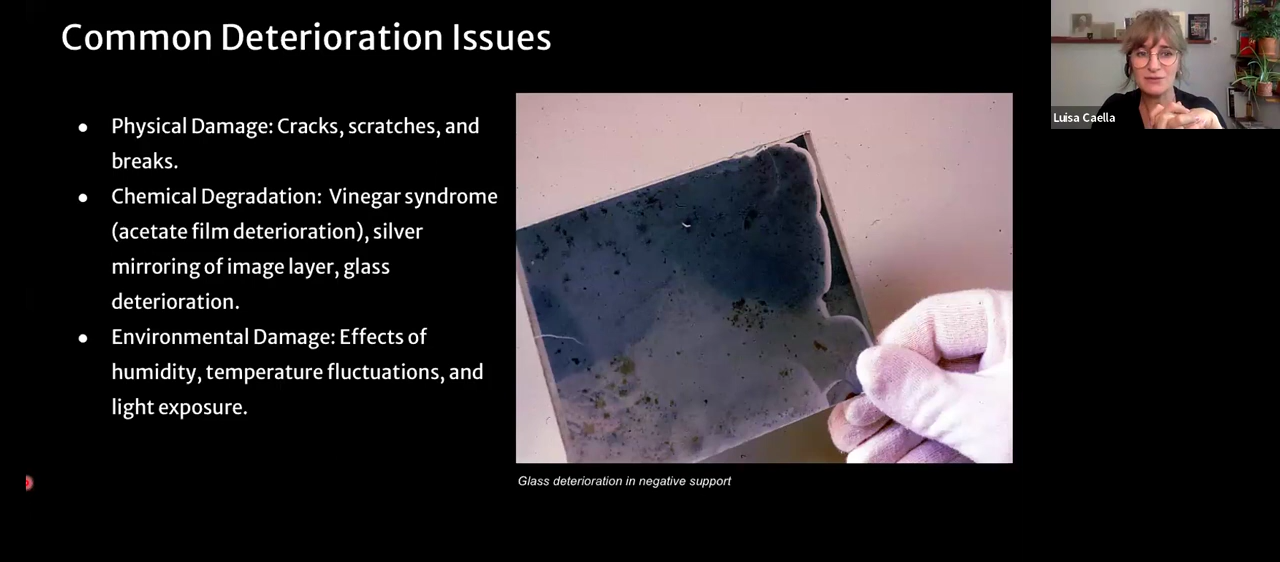 Common Deterioration Issues
● Physical Damage: Cracks, scratches, and
breaks.
● Chemical Degradation: Vinegar syndrome
(acetate film deterioration), silver
mirroring of image layer, glass
deterioration.
● Environmental Damage: Effects of
humidity, temperature fluctuations, and
light exposure.
Glass deterioration in negative support
Luisa Caella